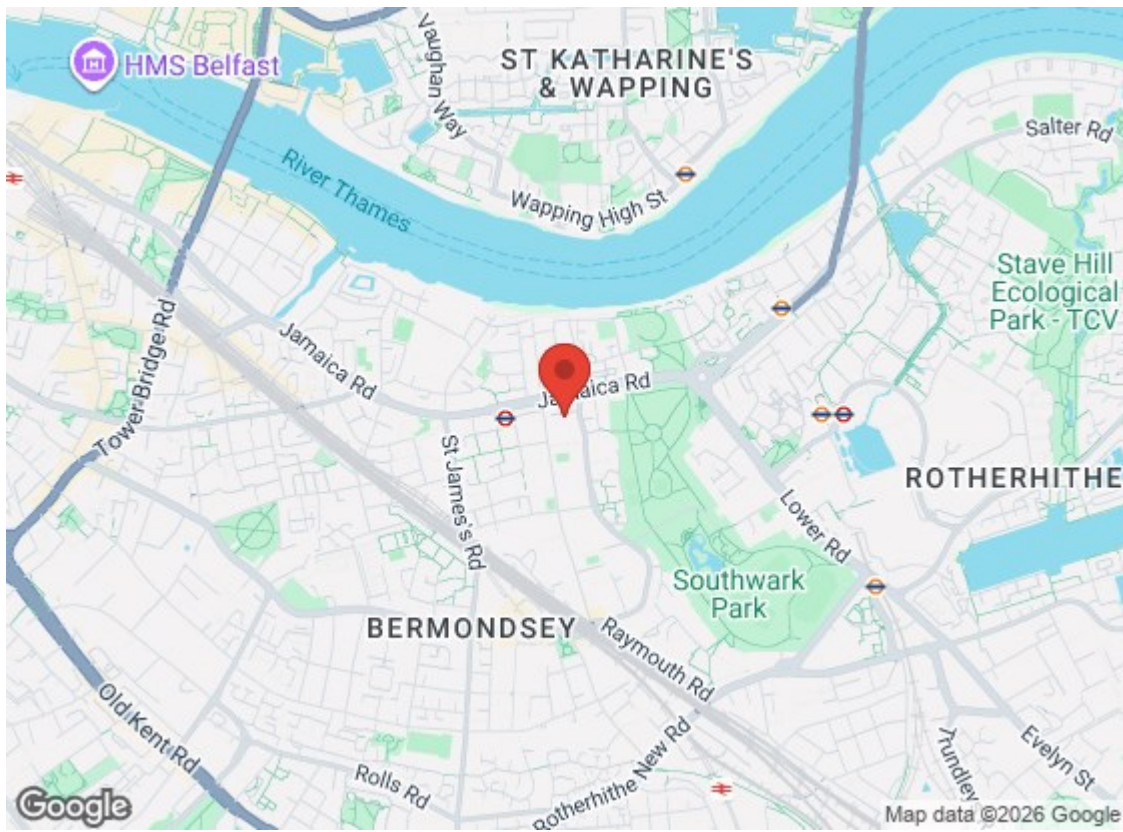 HMS Belfast
Vaughan Way
ST KATHARINE'S
& WAPPING
Salter Rd
River Thames
Wapping High St
Stave Hill
Ecological
Park - TCV
Tower Bridge Rd
Jamaica Rd
Jamaica Rd
St James's Rd
ROTHERHITHE
Lower Rd
Southwark
Park
BERMONDSEY
Raymouth Rd
Old Kent Rd
Rolls Rd
Rotherhithe New Rd
Trundley
Evelyn St
Google
Map data ©2026 Google